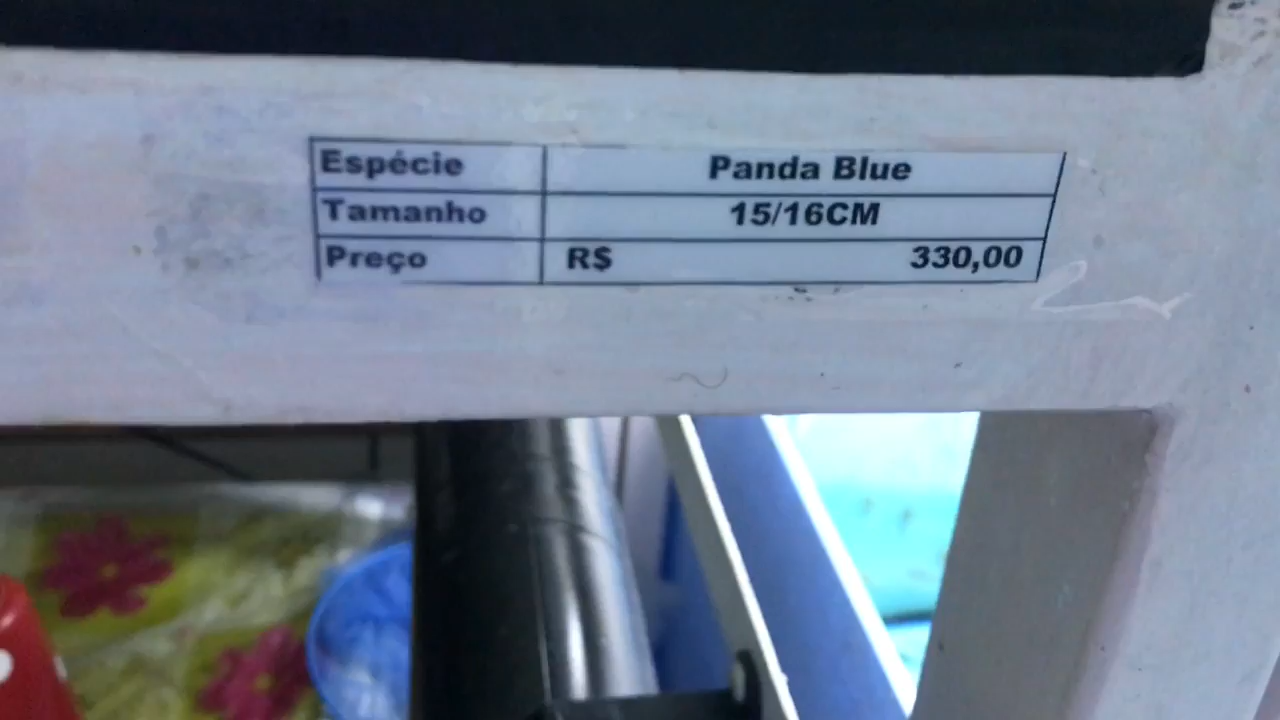 Espécie Panda Blue
Tamanho 15/16CM
Preço R$ 330,00